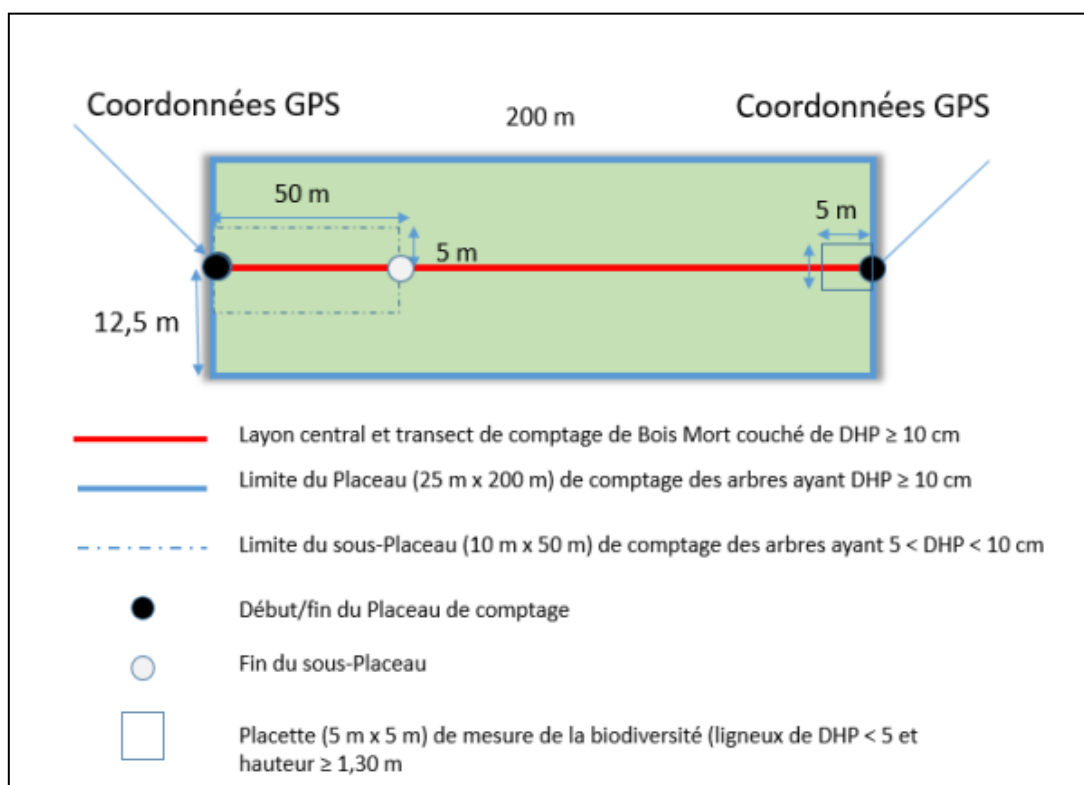 Coordonnées GPS
Coordonnées GPS
200 m
50 m
5 m
5 m
12,5 m
Layon central et transect de comptage de Bois Mort couché de DHP ≥ 10 cm
Limite du Placeau (25 m x 200 m) de comptage des arbres ayant DHP ≥ 10 cm
Limite du sous-Placeau (10 m x 50 m) de comptage des arbres ayant 5 < DHP < 10 cm
Début/fin du Placeau de comptage
Fin du sous-Placeau
Placette (5 m x 5 m) de mesure de la biodiversité (ligneux de DHP < 5 et
hauteur ≥ 1,30 m